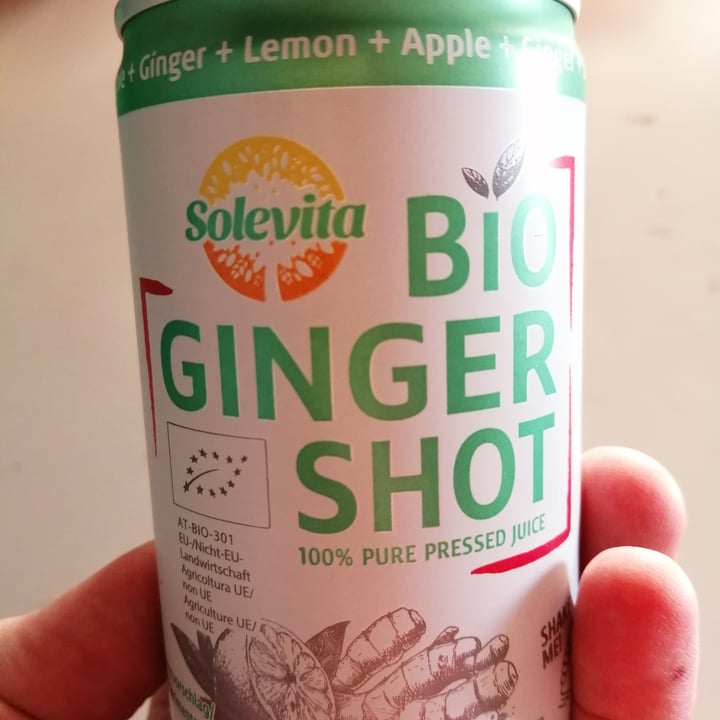 + Ginger + Lemon + Apple + Ginger +
Solevita
BIO
GINGER
SHOT
100% PURE PRESSED JUICE
AT-BIO-301
EU-/Nicht-EU-
Landwirtschaft
Agricoltura UE/
non UE
Agriculture UE/
non UE